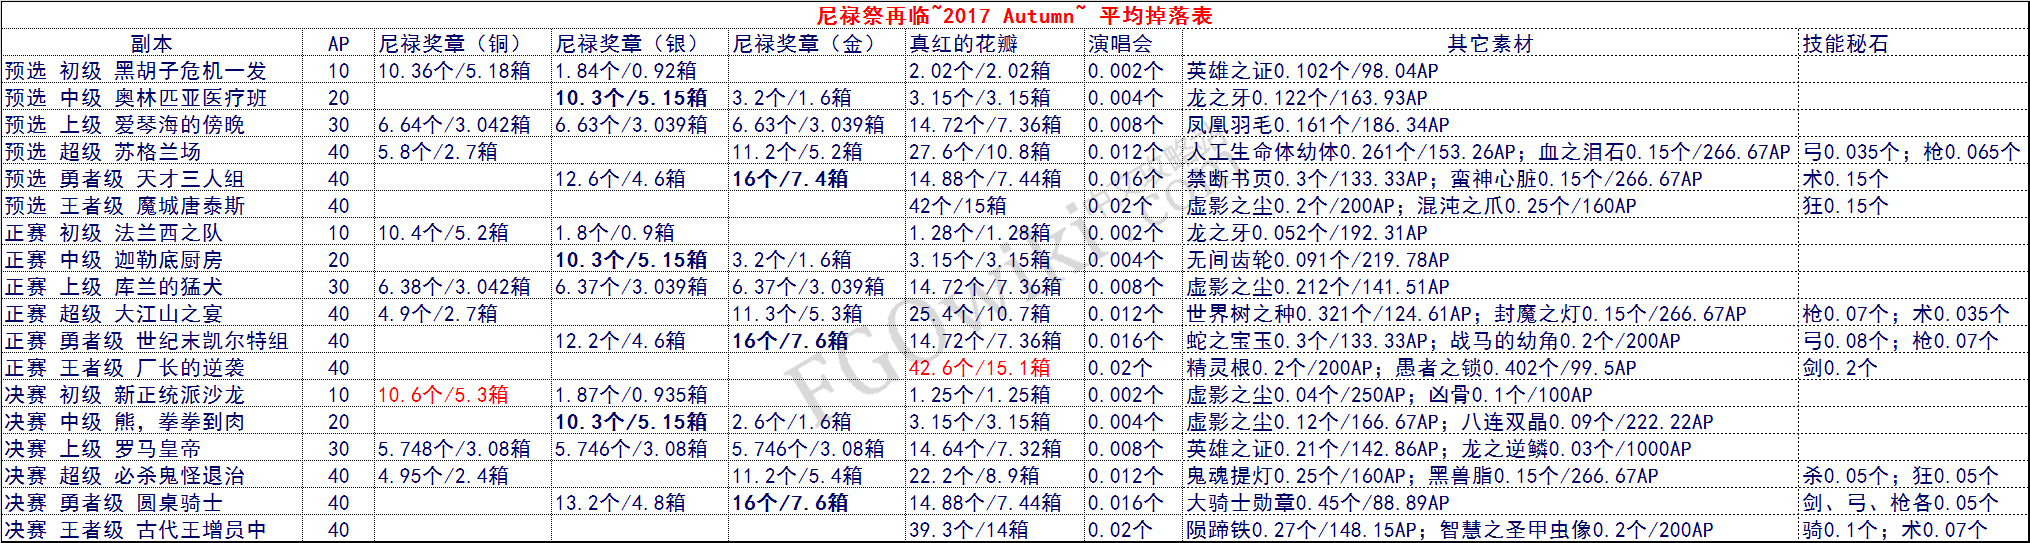 尼禄祭再临~2017 Autumn~ 平均掉落表
副本 AP 尼禄奖章（铜） 尼禄奖章（银） 尼禄奖章（金） 真红的花瓣 演唱会 其它素材 技能秘石
预选 初级 黑胡子危机一发 10 10.36个/5.18箱 1.84个/0.92箱 2.02个/2.02箱 0.002个 英雄之证0.102个/98.04AP
预选 中级 奥林匹亚医疗班 20 10.3个/5.15箱 3.2个/1.6箱 3.15个/3.15箱 0.004个 龙之牙0.122个/163.93AP
预选 上级 爱琴海的傍晚 30 6.64个/3.042箱 6.63个/3.039箱 6.63个/3.039箱 14.72个/7.36箱 0.008个 凤凰羽毛0.161个/186.34AP
预选 超级 苏格兰场 40 5.8个/2.7箱 11.2个/5.2箱 27.6个/10.8箱 0.012个 人工生命体幼体0.261个/153.26AP；血之泪石0.15个/266.67AP 弓0.035个；枪0.065个
预选 勇者级 天才三人组 40 12.6个/4.6箱 16个/7.4箱 14.88个/7.44箱 0.016个 禁断书页0.3个/133.33AP；蛮神心脏0.15个/266.67AP 术0.15个
预选 王者级 魔城唐泰斯 40 42个/15箱 0.02个 虚影之尘0.2个/200AP；混沌之爪0.25个/160AP 狂0.15个
正赛 初级 法兰西之队 10 10.4个/5.2箱 1.8个/0.9箱 1.28个/1.28箱 0.002个 龙之牙0.052个/192.31AP
正赛 中级 迦勒底厨房 20 10.3个/5.15箱 3.2个/1.6箱 3.15个/3.15箱 0.004个 无间齿轮0.091个/219.78AP
正赛 上级 库兰的猛犬 30 6.38个/3.042箱 6.37个/3.039箱 6.37个/3.039箱 14.72个/7.36箱 0.008个 虚影之尘0.212个/141.51AP
正赛 超级 大江山之宴 40 4.9个/2.7箱 11.3个/5.3箱 25.4个/10.7箱 0.012个 世界树之种0.321个/124.61AP；封魔之灯0.15个/266.67AP 枪0.07个；术0.035个
正赛 勇者级 世纪末凯尔特组 40 12.2个/4.6箱 16个/7.6箱 14.72个/7.36箱 0.016个 蛇之宝玉0.3个/133.33AP；战马的幼角0.2个/200AP 弓0.08个；枪0.07个
正赛 王者级 厂长的逆袭 40 42.6个/15.1箱 0.02个 精灵根0.2个/200AP；愚者之锁0.402个/99.5AP 剑0.2个
决赛 初级 新正统派沙龙 10 10.6个/5.3箱 1.87个/0.935箱 1.25个/1.25箱 0.002个 虚影之尘0.04个/250AP；凶骨0.1个/100AP
决赛 中级 熊，拳拳到肉 20 10.3个/5.15箱 2.6个/1.6箱 3.15个/3.15箱 0.004个 虚影之尘0.12个/166.67AP；八连双晶0.09个/222.22AP
决赛 上级 罗马皇帝 30 5.748个/3.08箱 5.746个/3.08箱 5.746个/3.08箱 14.64个/7.32箱 0.008个 英雄之证0.21个/142.86AP；龙之逆鳞0.03个/1000AP
决赛 超级 必杀鬼怪退治 40 4.95个/2.4箱 11.2个/5.4箱 22.2个/8.9箱 0.012个 鬼魂提灯0.25个/160AP；黑兽脂0.15个/266.67AP 杀0.05个；狂0.05个
决赛 勇者级 圆桌骑士 40 13.2个/4.8箱 16个/7.6箱 14.88个/7.44箱 0.016个 大骑士勋章0.45个/88.89AP 剑、弓、枪各0.05个
决赛 王者级 古代王增员中 40 39.3个/14箱 0.02个 陨蹄铁0.27个/148.15AP；智慧之圣甲虫像0.2个/200AP 骑0.1个；术0.07个
FGOwiki
.COM